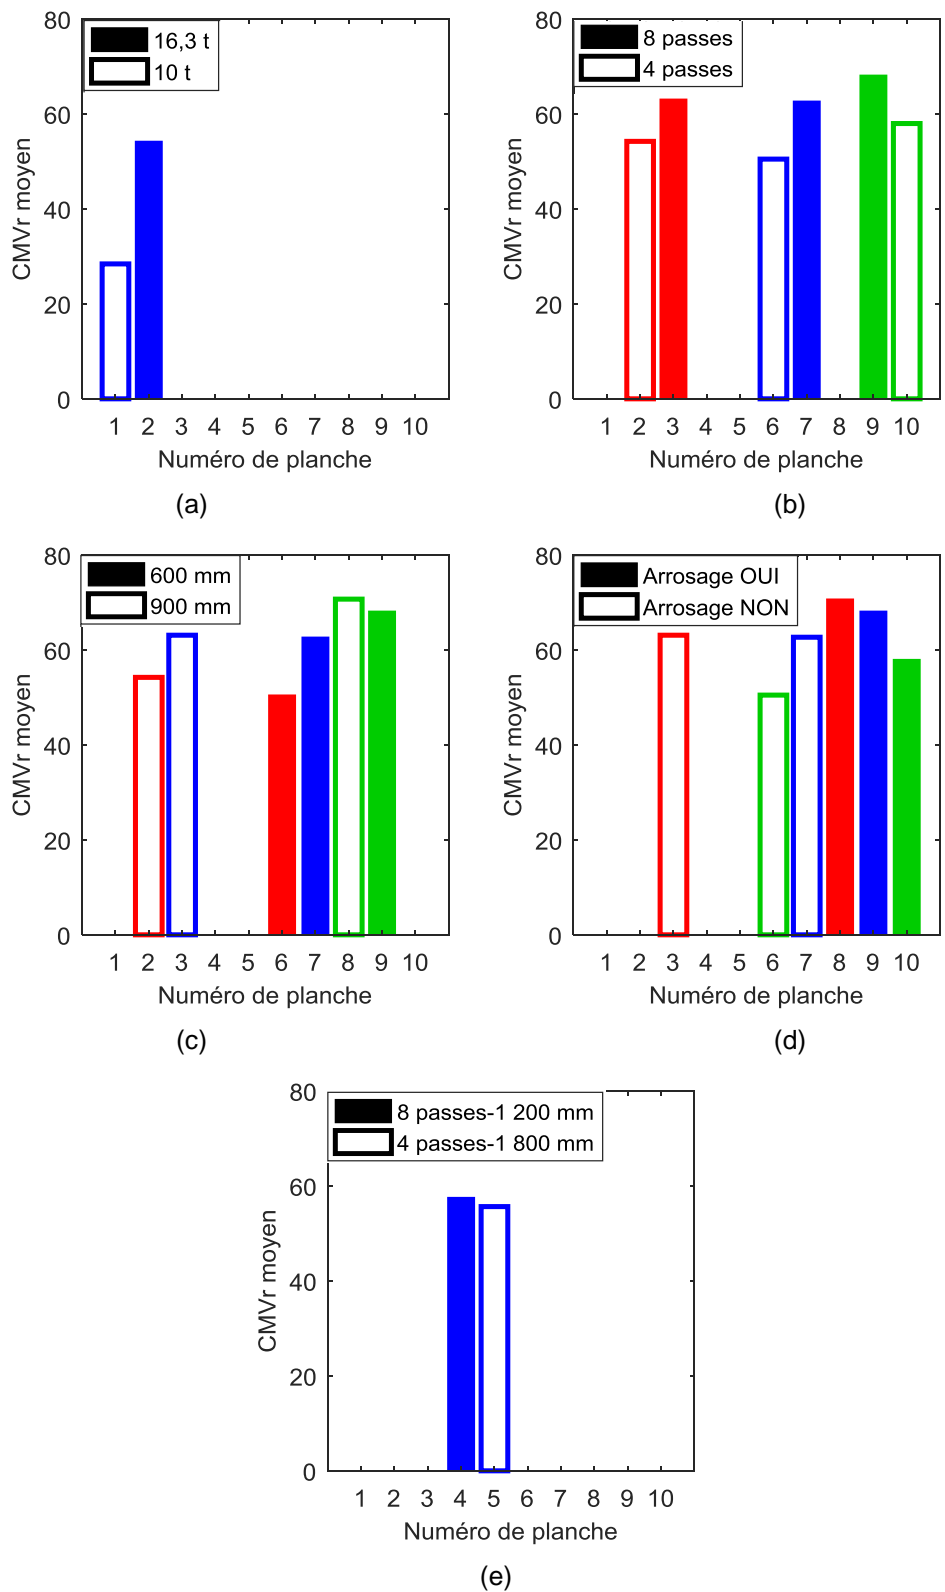 80
60
40
20
0
CMVr moyen
16,3 t
10 t
1 2 3 4 5 6 7 8 9 10
Numéro de planche
(a)
80
60
40
20
0
CMVr moyen
8 passes
4 passes
1 2 3 4 5 6 7 8 9 10
Numéro de planche
(b)
80
60
40
20
0
CMVr moyen
600 mm
900 mm
1 2 3 4 5 6 7 8 9 10
Numéro de planche
(c)
80
60
40
20
0
CMVr moyen
Arrosage OUI
Arrosage NON
1 2 3 4 5 6 7 8 9 10
Numéro de planche
(d)
80
60
40
20
0
CMVr moyen
8 passes-1 200 mm
4 passes-1 800 mm
1 2 3 4 5 6 7 8 9 10
Numéro de planche
(e)